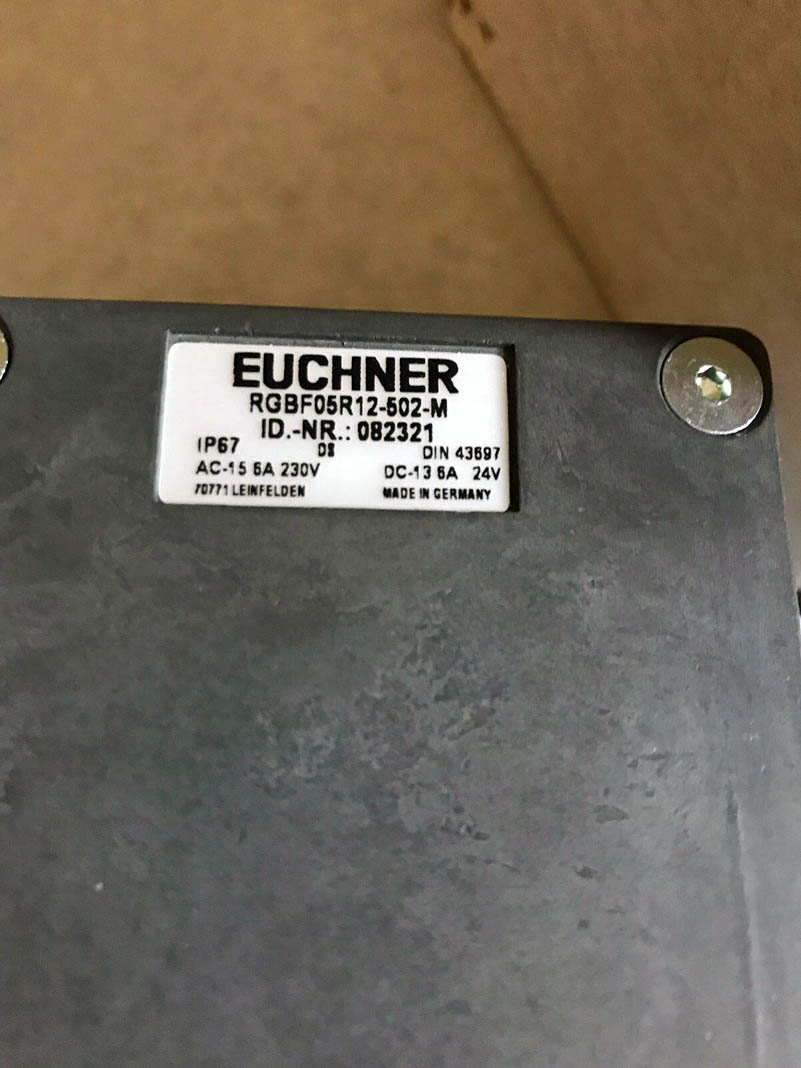 EUCHNER
RGBF05R12-502-M
ID.-NR.: 082321
IP67 DS DIN 43697
AC-15 6A 230V DC-13 6A 24V
70771 LEINFELDEN MADE IN GERMANY